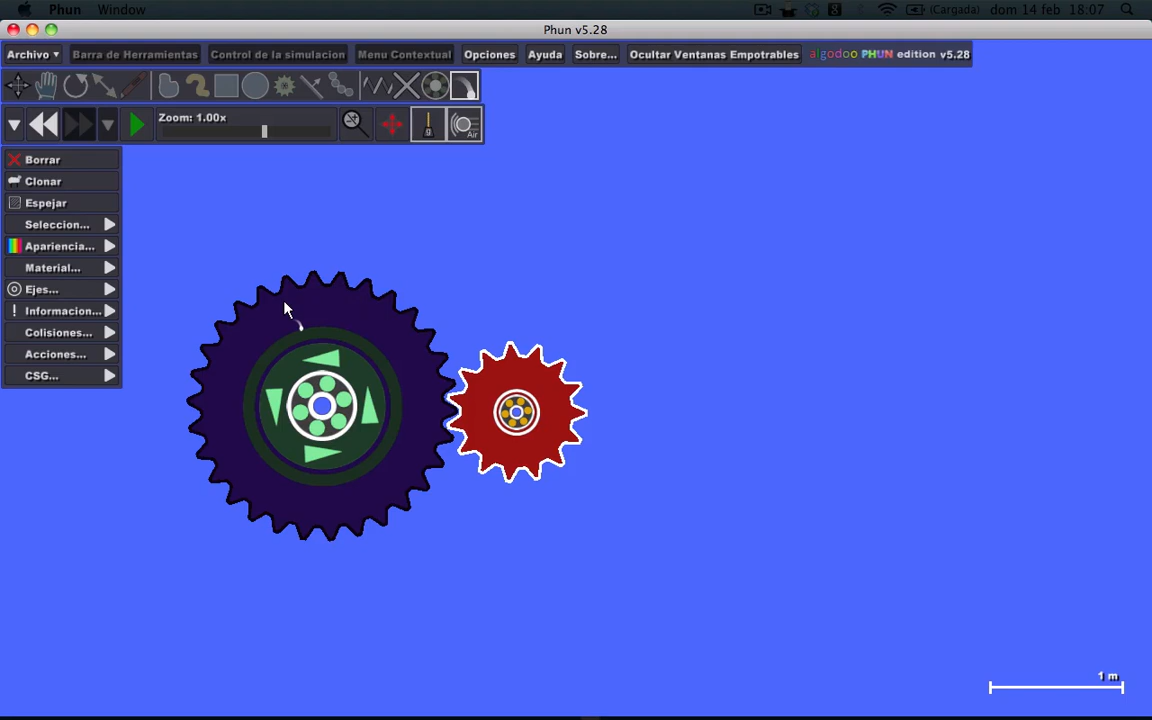 Phun Window (Cargada) dom 14 feb 18:07
Phun v5.28
Archivo Barra de Herramientas Control de la simulacion Menu Contextual Opciones Ayuda Sobre... Ocultar Ventanas Empotrables algodoo PHUN edition v5.28
Zoom: 1.00x
g
Air
Borrar
Clonar
Espejar
Seleccion...
Apariencia...
Material...
Ejes...
Informacion...
Colisiones...
Acciones...
CSG...
1 m